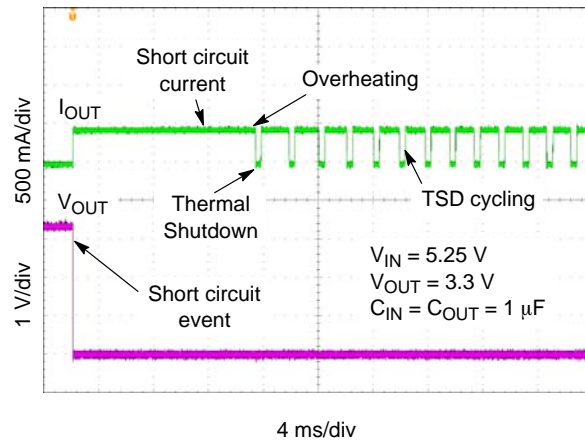 Short circuit
current
Overheating
I_OUT
500 mA/div
V_OUT
Thermal
Shutdown
TSD cycling
1 V/div
Short circuit
event
V_IN = 5.25 V
V_OUT = 3.3 V
C_IN = C_OUT = 1 μF
4 ms/div